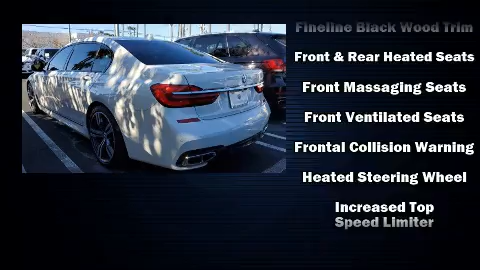 Fineline Black Wood Trim
Front & Rear Heated Seats
Front Massaging Seats
Front Ventilated Seats
Frontal Collision Warning
Heated Steering Wheel
Increased Top
Speed Limiter